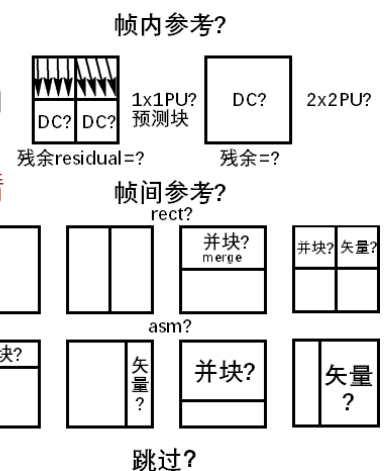 帧内参考?
DC? DC?
1x1PU?
预测块
DC?
2x2PU?
残余residual=?
残余=?
帧间参考?
rect?
并块?
merge
并块? 矢量?
asm?
块?
矢量?
并块?
矢量
?
跳过?